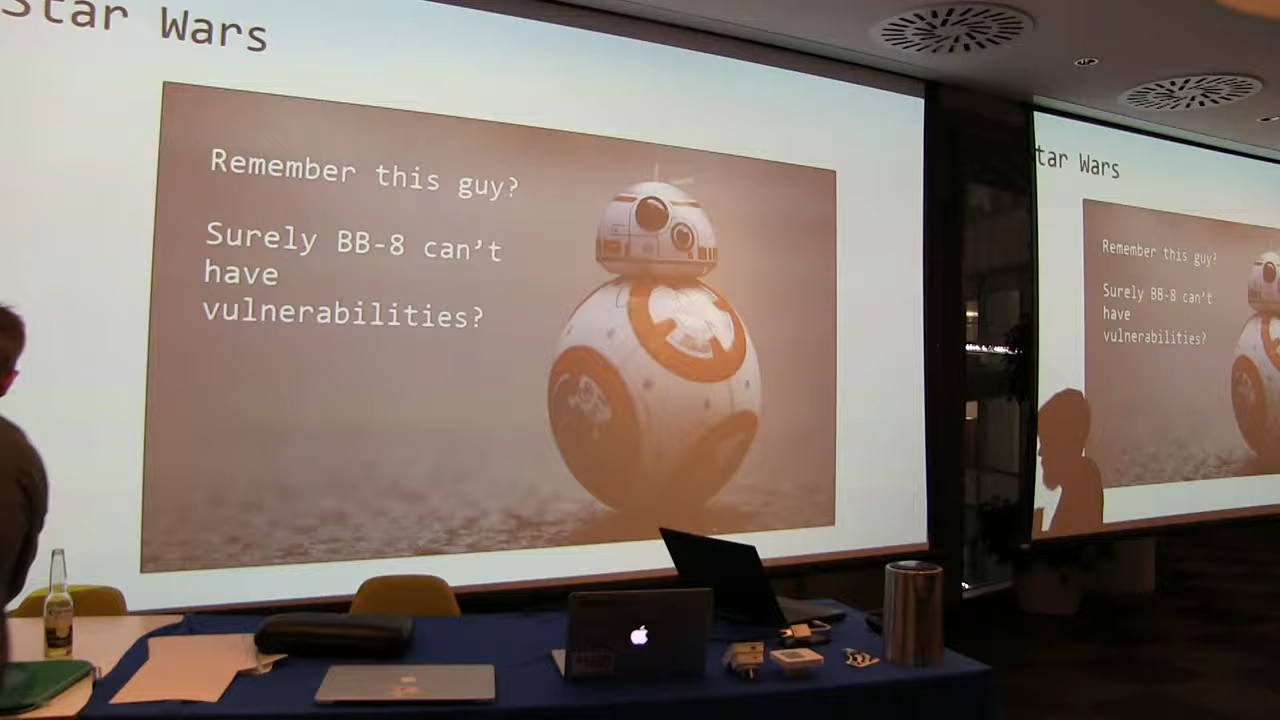 Star Wars
Remember this guy?
Surely BB-8 can't
have
vulnerabilities?
tar Wars
Remember this guy?
Surely BB-8 can't
have
vulnerabilities?